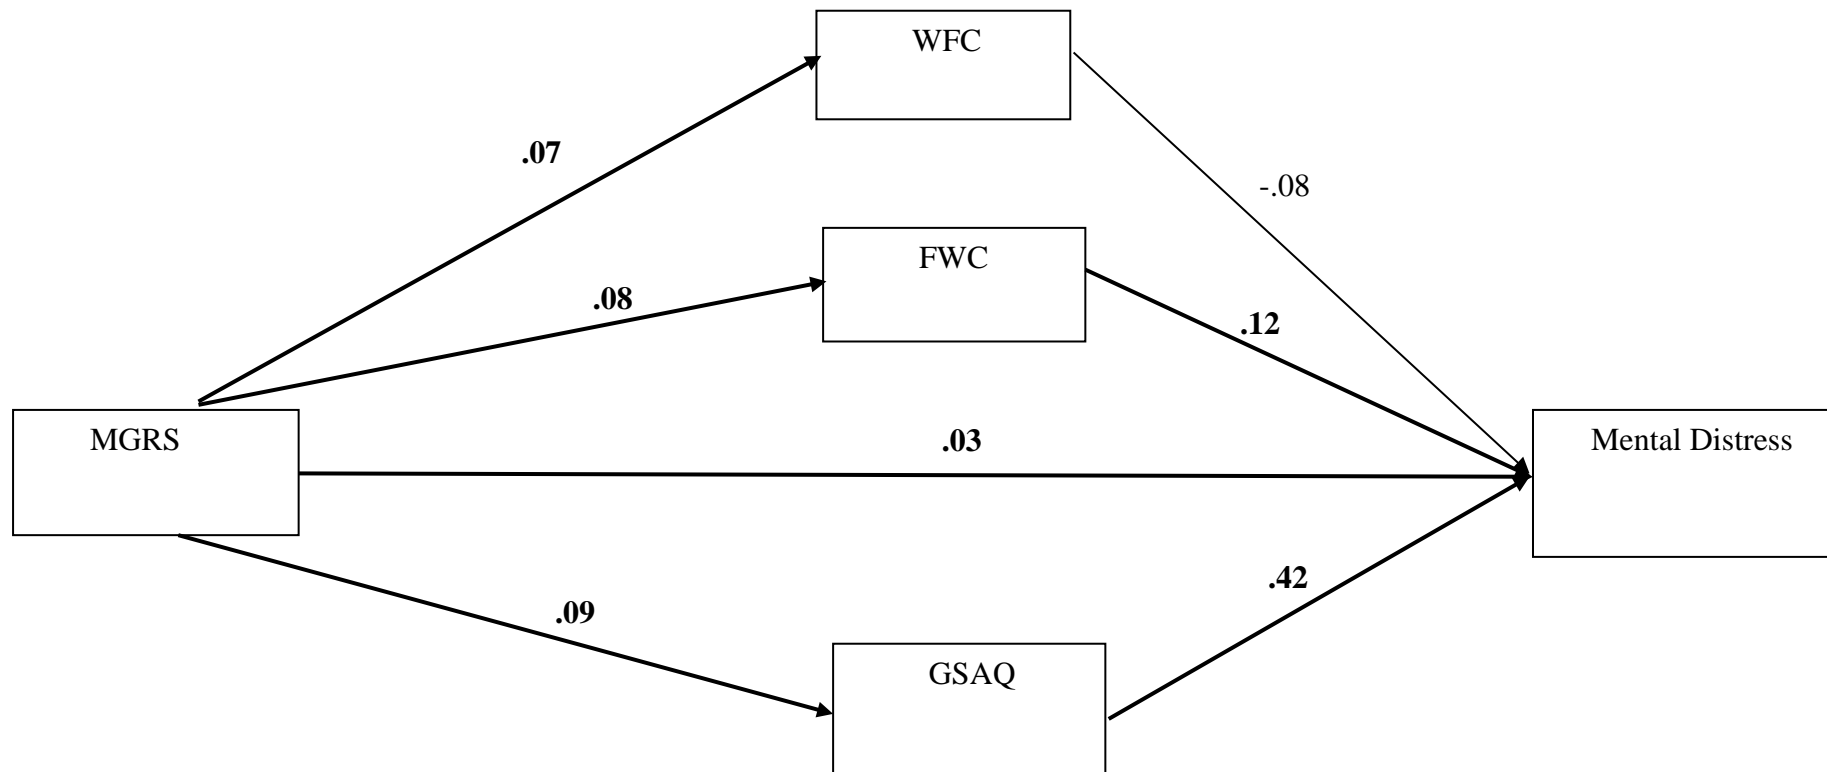 WFC
.07
-.08
FWC
.08
.12
MGRS
.03
Mental Distress
.42
.09
GSAQ